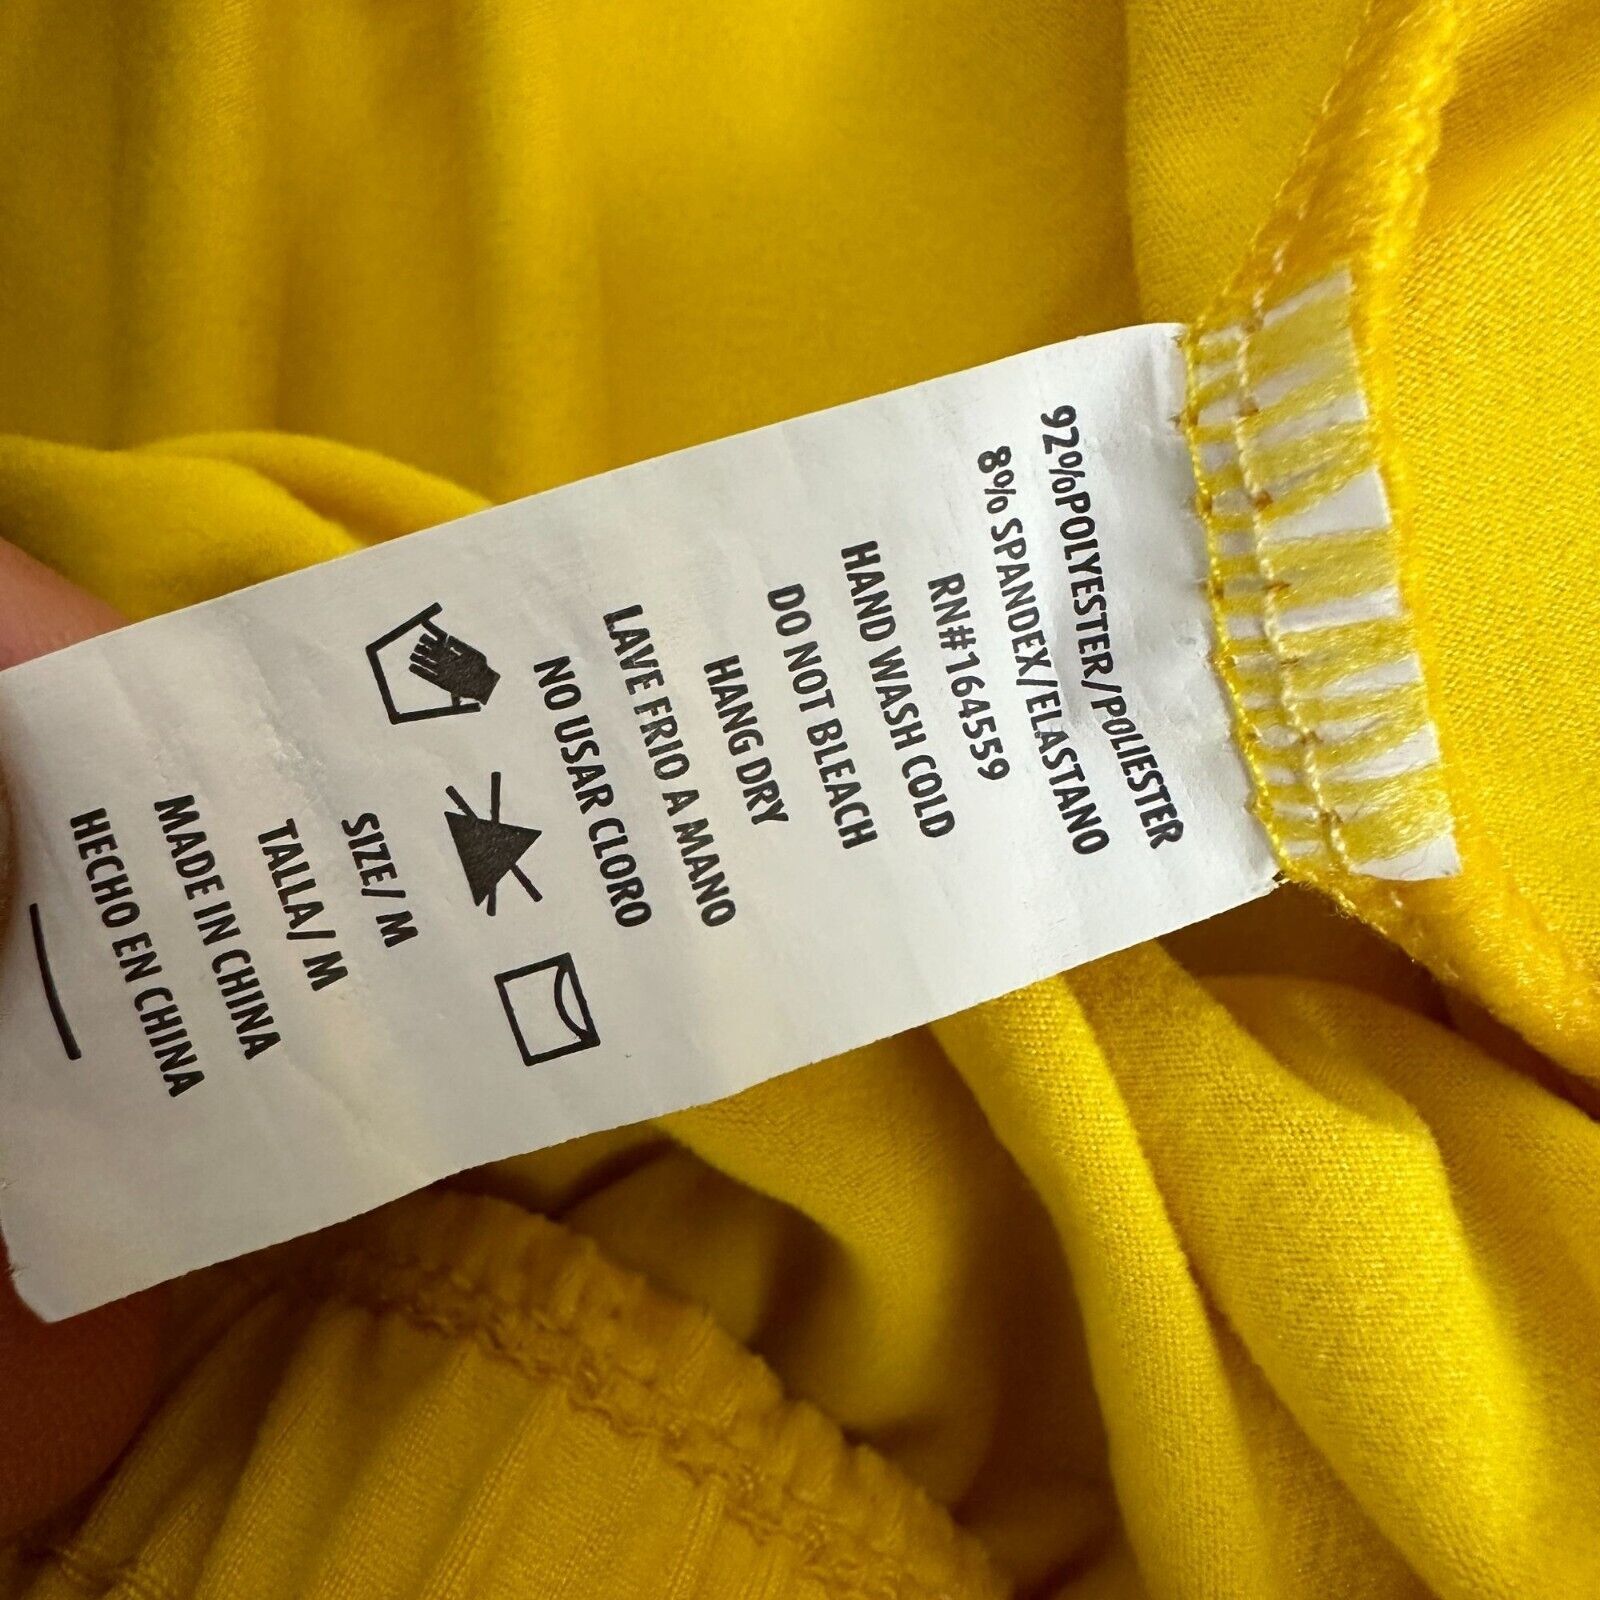 92%POLYESTER/POLIESTER
8% SPANDEX/ELASTANO
RN#164559
HAND WASH COLD
DO NOT BLEACH
HANG DRY
LAVE FRIO A MANO
NO USAR CLORO
SIZE/ M
TALLA/ M
MADE IN CHINA
HECHO EN CHINA